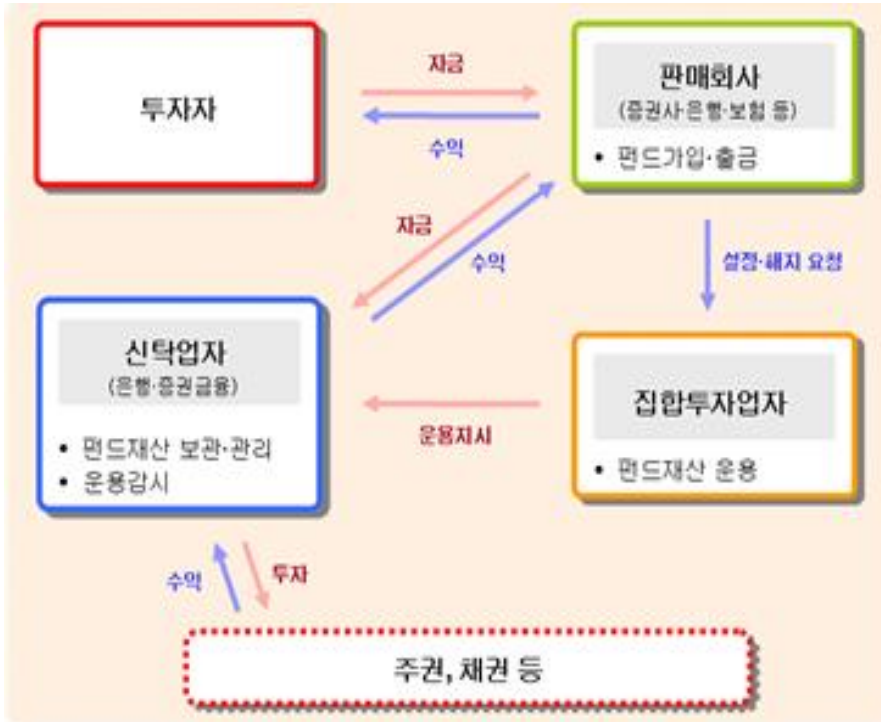 투자자
자금
수익
판매회사
(증권사·은행·보험 등)
• 펀드가입·출금
자금
수익
설정·해지 요청
신탁업자
(은행·증권금융)
• 펀드재산 보관·관리
• 운용감시
운용지시
집합투자업자
• 펀드재산 운용
수익
투자
주권, 채권 등